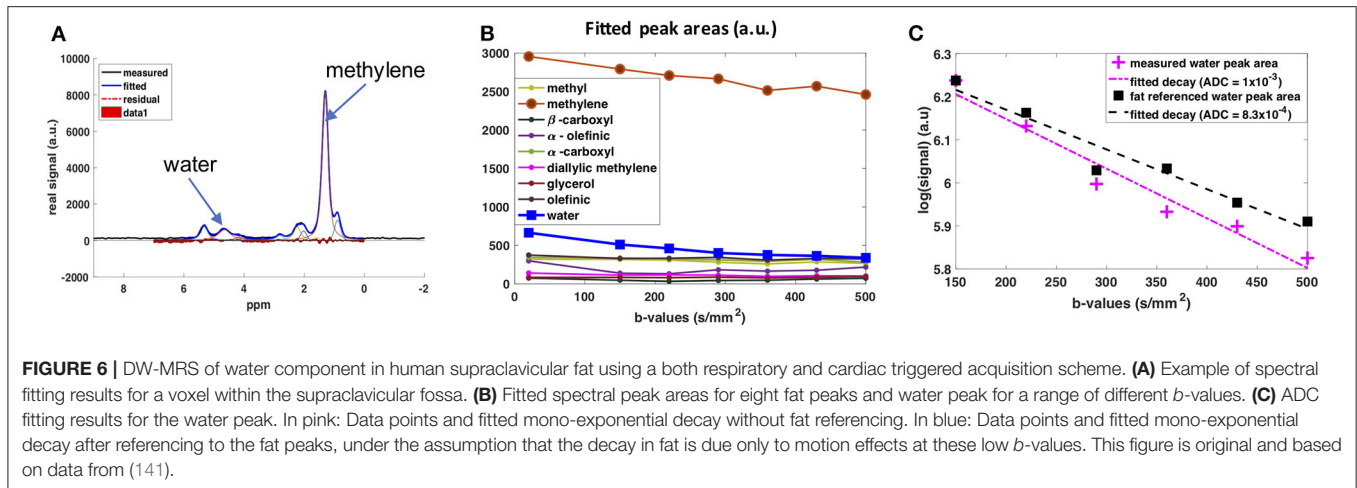 A
real signal (a.u.)
10000
8000
6000
4000
2000
0
-2000
measured
fitted
residual
data1
methylene
water
8
6
4
2
0
-2
ppm
B
Fitted peak areas (a.u.)
3000
2500
2000
1500
1000
500
0
methyl
methylene
β-carboxyl
α- olefinic
α-carboxyl
diallylic methylene
glycerol
olefinic
water
0
100
200
300
400
500
b-values (s/mm²)
C
log(signal) (a.u)
6.3
6.2
6.1
6
5.9
5.8
measured water peak area
fitted decay (ADC = 1x10⁻³)
fat referenced water peak area
fitted decay (ADC = 8.3x10⁻⁴)
150
200
250
300
350
400
450
500
b-values (s/mm²)
FIGURE 6 | DW-MRS of water component in human supraclavicular fat using a both respiratory and cardiac triggered acquisition scheme. (A) Example of spectral
fitting results for a voxel within the supraclavicular fossa. (B) Fitted spectral peak areas for eight fat peaks and water peak for a range of different b-values. (C) ADC
fitting results for the water peak. In pink: Data points and fitted mono-exponential decay without fat referencing. In blue: Data points and fitted mono-exponential
decay after referencing to the fat peaks, under the assumption that the decay in fat is due only to motion effects at these low b-values. This figure is original and based
on data from (141).